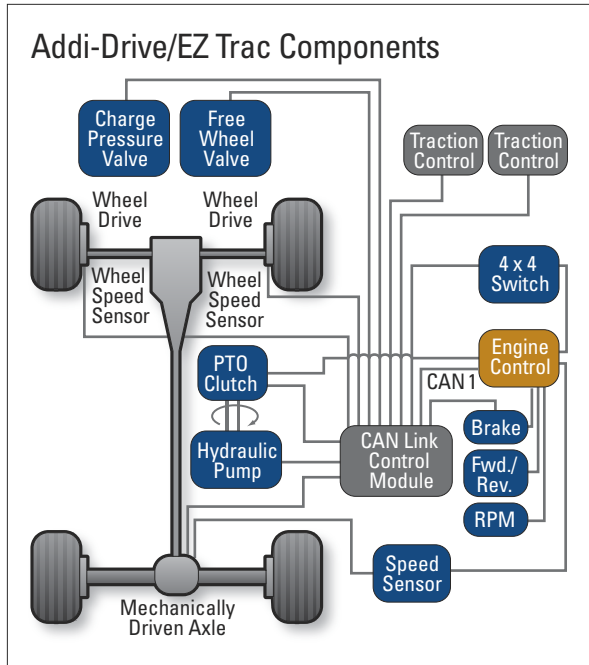 Addi-Drive/EZ Trac Components
Charge
Pressure
Valve
Free
Wheel
Valve
Traction
Control
Traction
Control
Wheel
Drive
Wheel
Drive
4 x 4
Switch
Wheel
Speed
Sensor
Wheel
Speed
Sensor
Engine
Control
PTO
Clutch
CAN 1
Brake
Hydraulic
Pump
CAN Link
Control
Module
Fwd./
Rev.
RPM
Speed
Sensor
Mechanically
Driven Axle